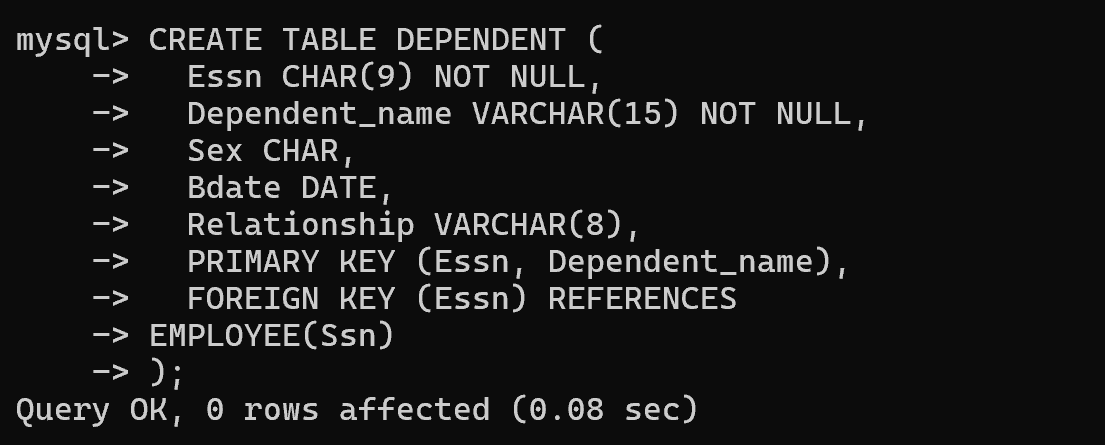 mysql> CREATE TABLE DEPENDENT (
    ->   Essn CHAR(9) NOT NULL,
    ->   Dependent_name VARCHAR(15) NOT NULL,
    ->   Sex CHAR,
    ->   Bdate DATE,
    ->   Relationship VARCHAR(8),
    ->   PRIMARY KEY (Essn, Dependent_name),
    ->   FOREIGN KEY (Essn) REFERENCES
    -> EMPLOYEE(Ssn)
    -> );
Query OK, 0 rows affected (0.08 sec)